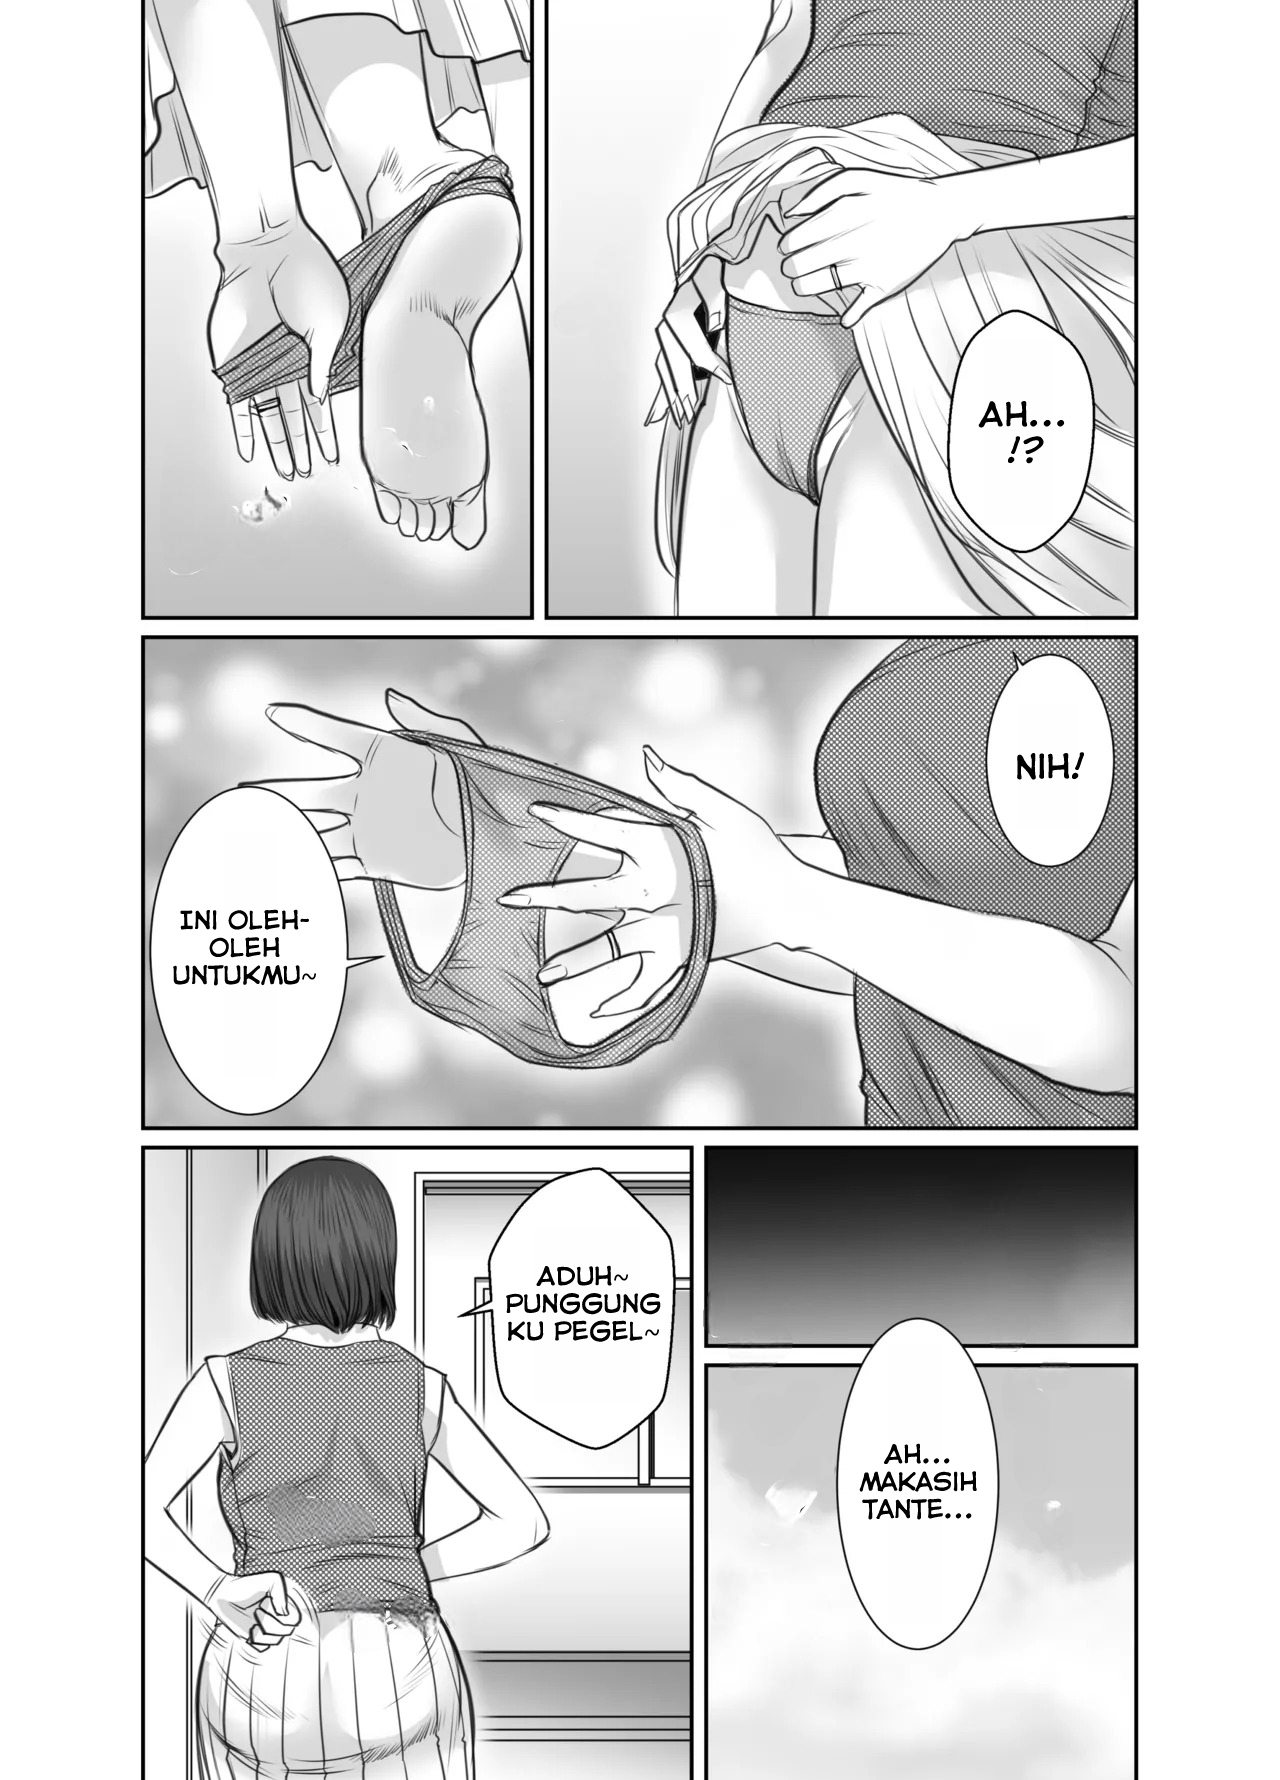 AH...
!?
NIH!
INI OLEH-
OLEH
UNTUKMU~
AH...
MAKASIH
TANTE...
ADUH~
PUNGGUNG
KU PEGEL~